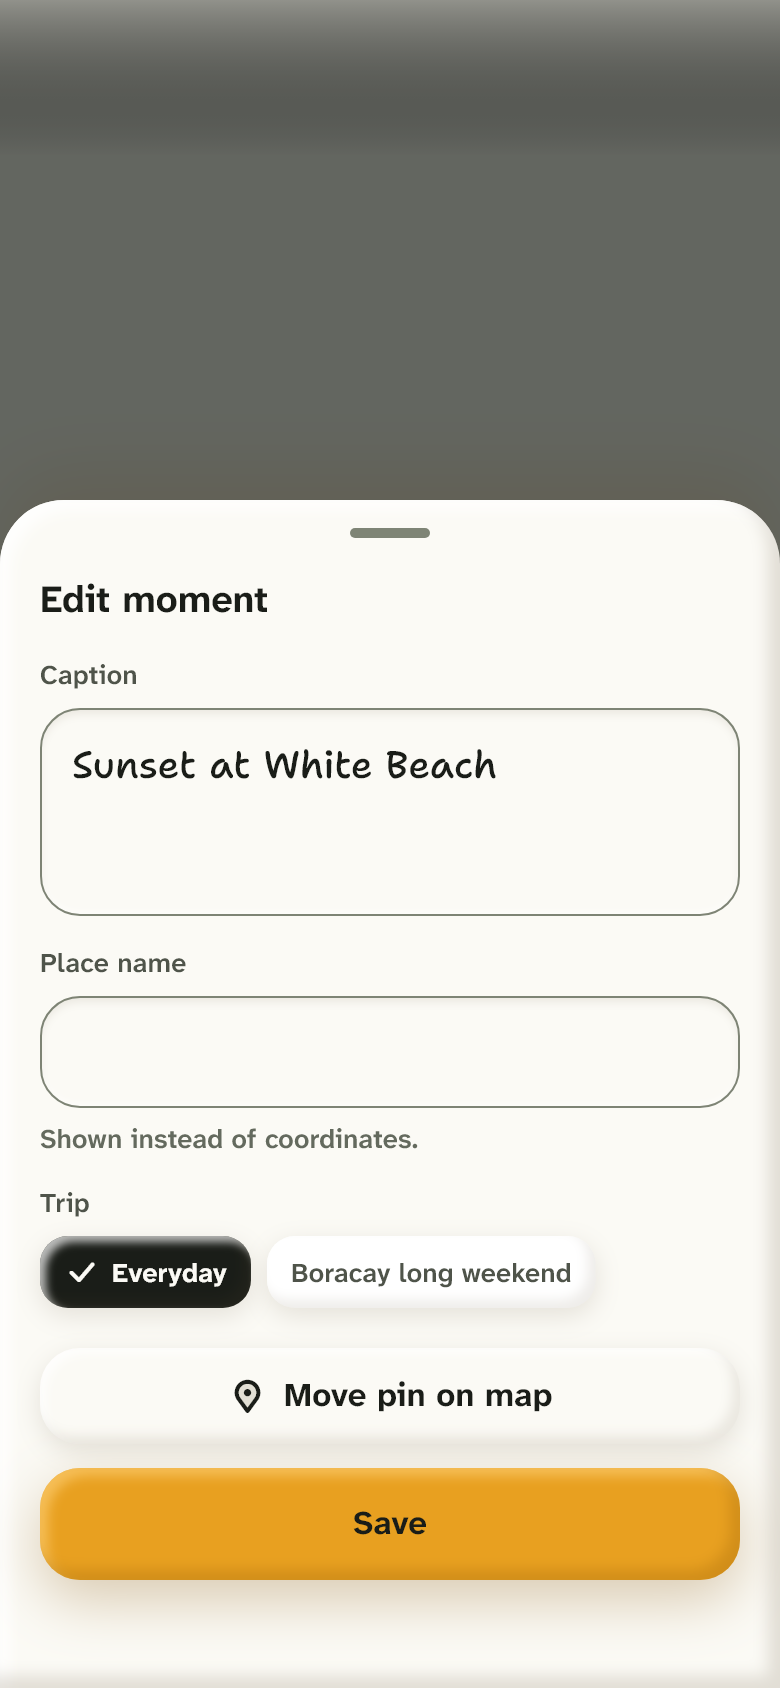 Edit moment
Caption
Sunset at White Beach
Place name
Shown instead of coordinates.
Trip
Everyday
Boracay long weekend
Move pin on map
Save